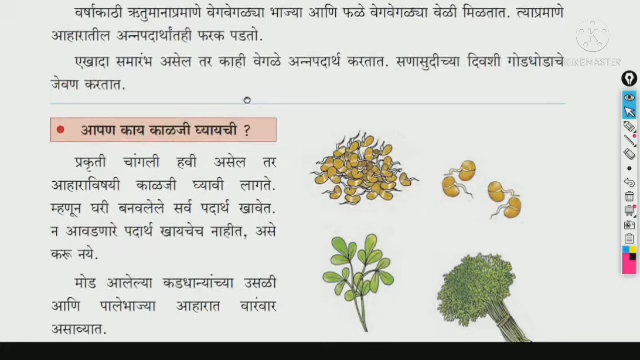 वर्षाकाठी ऋतुमानाप्रमाणे वेगवेगळ्या भाज्या आणि फळे वेगवेगळ्या वेळी मिळतात. त्याप्रमाणे
आहारातील अन्नपदार्थांतही फरक पडतो.
एखादा समारंभ असेल तर काही वेगळे अन्नपदार्थ करतात. सणासुदीच्या दिवशी गोडधोडाचे
जेवण करतात.
• आपण काय काळजी घ्यायची ?
प्रकृती चांगली हवी असेल तर
आहाराविषयी काळजी घ्यावी लागते.
म्हणून घरी बनवलेले सर्व पदार्थ खावेत.
न आवडणारे पदार्थ खायचेच नाहीत, असे
करू नये.
मोड आलेल्या कडधान्यांच्या उसळी
आणि पालेभाज्या आहारात वारंवार
असाव्यात.